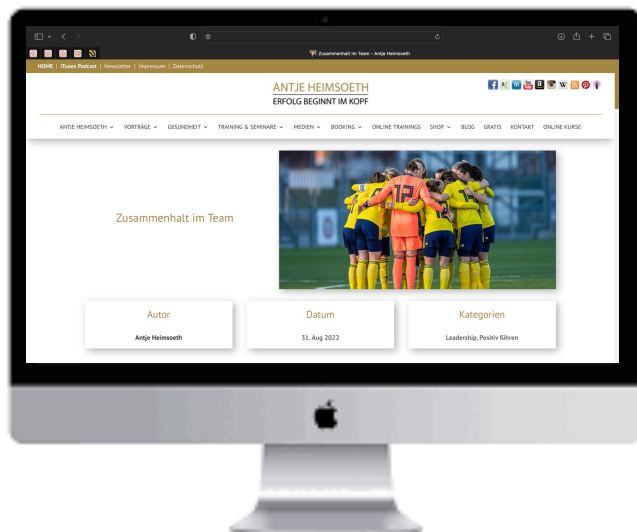 Zusammenhalt im Team - Antje Heimsoeth
HOME | iTunes Podcast | Newsletter | Impressum | Datenschutz
ANTJE HEIMSOETH
ERFOLG BEGINNT IM KOPF
ANTJE HEIMSOETH VORTRÄGE GESUNDHEIT TRAINING & SEMINARE MEDIEN BOOKING ONLINE TRAININGS SHOP BLOG GRATIS KONTAKT ONLINE KURSE
Zusammenhalt im Team
12
Autor
Datum
Kategorien
Antje Heimsoeth
31. Aug 2022
Leadership, Positiv führen